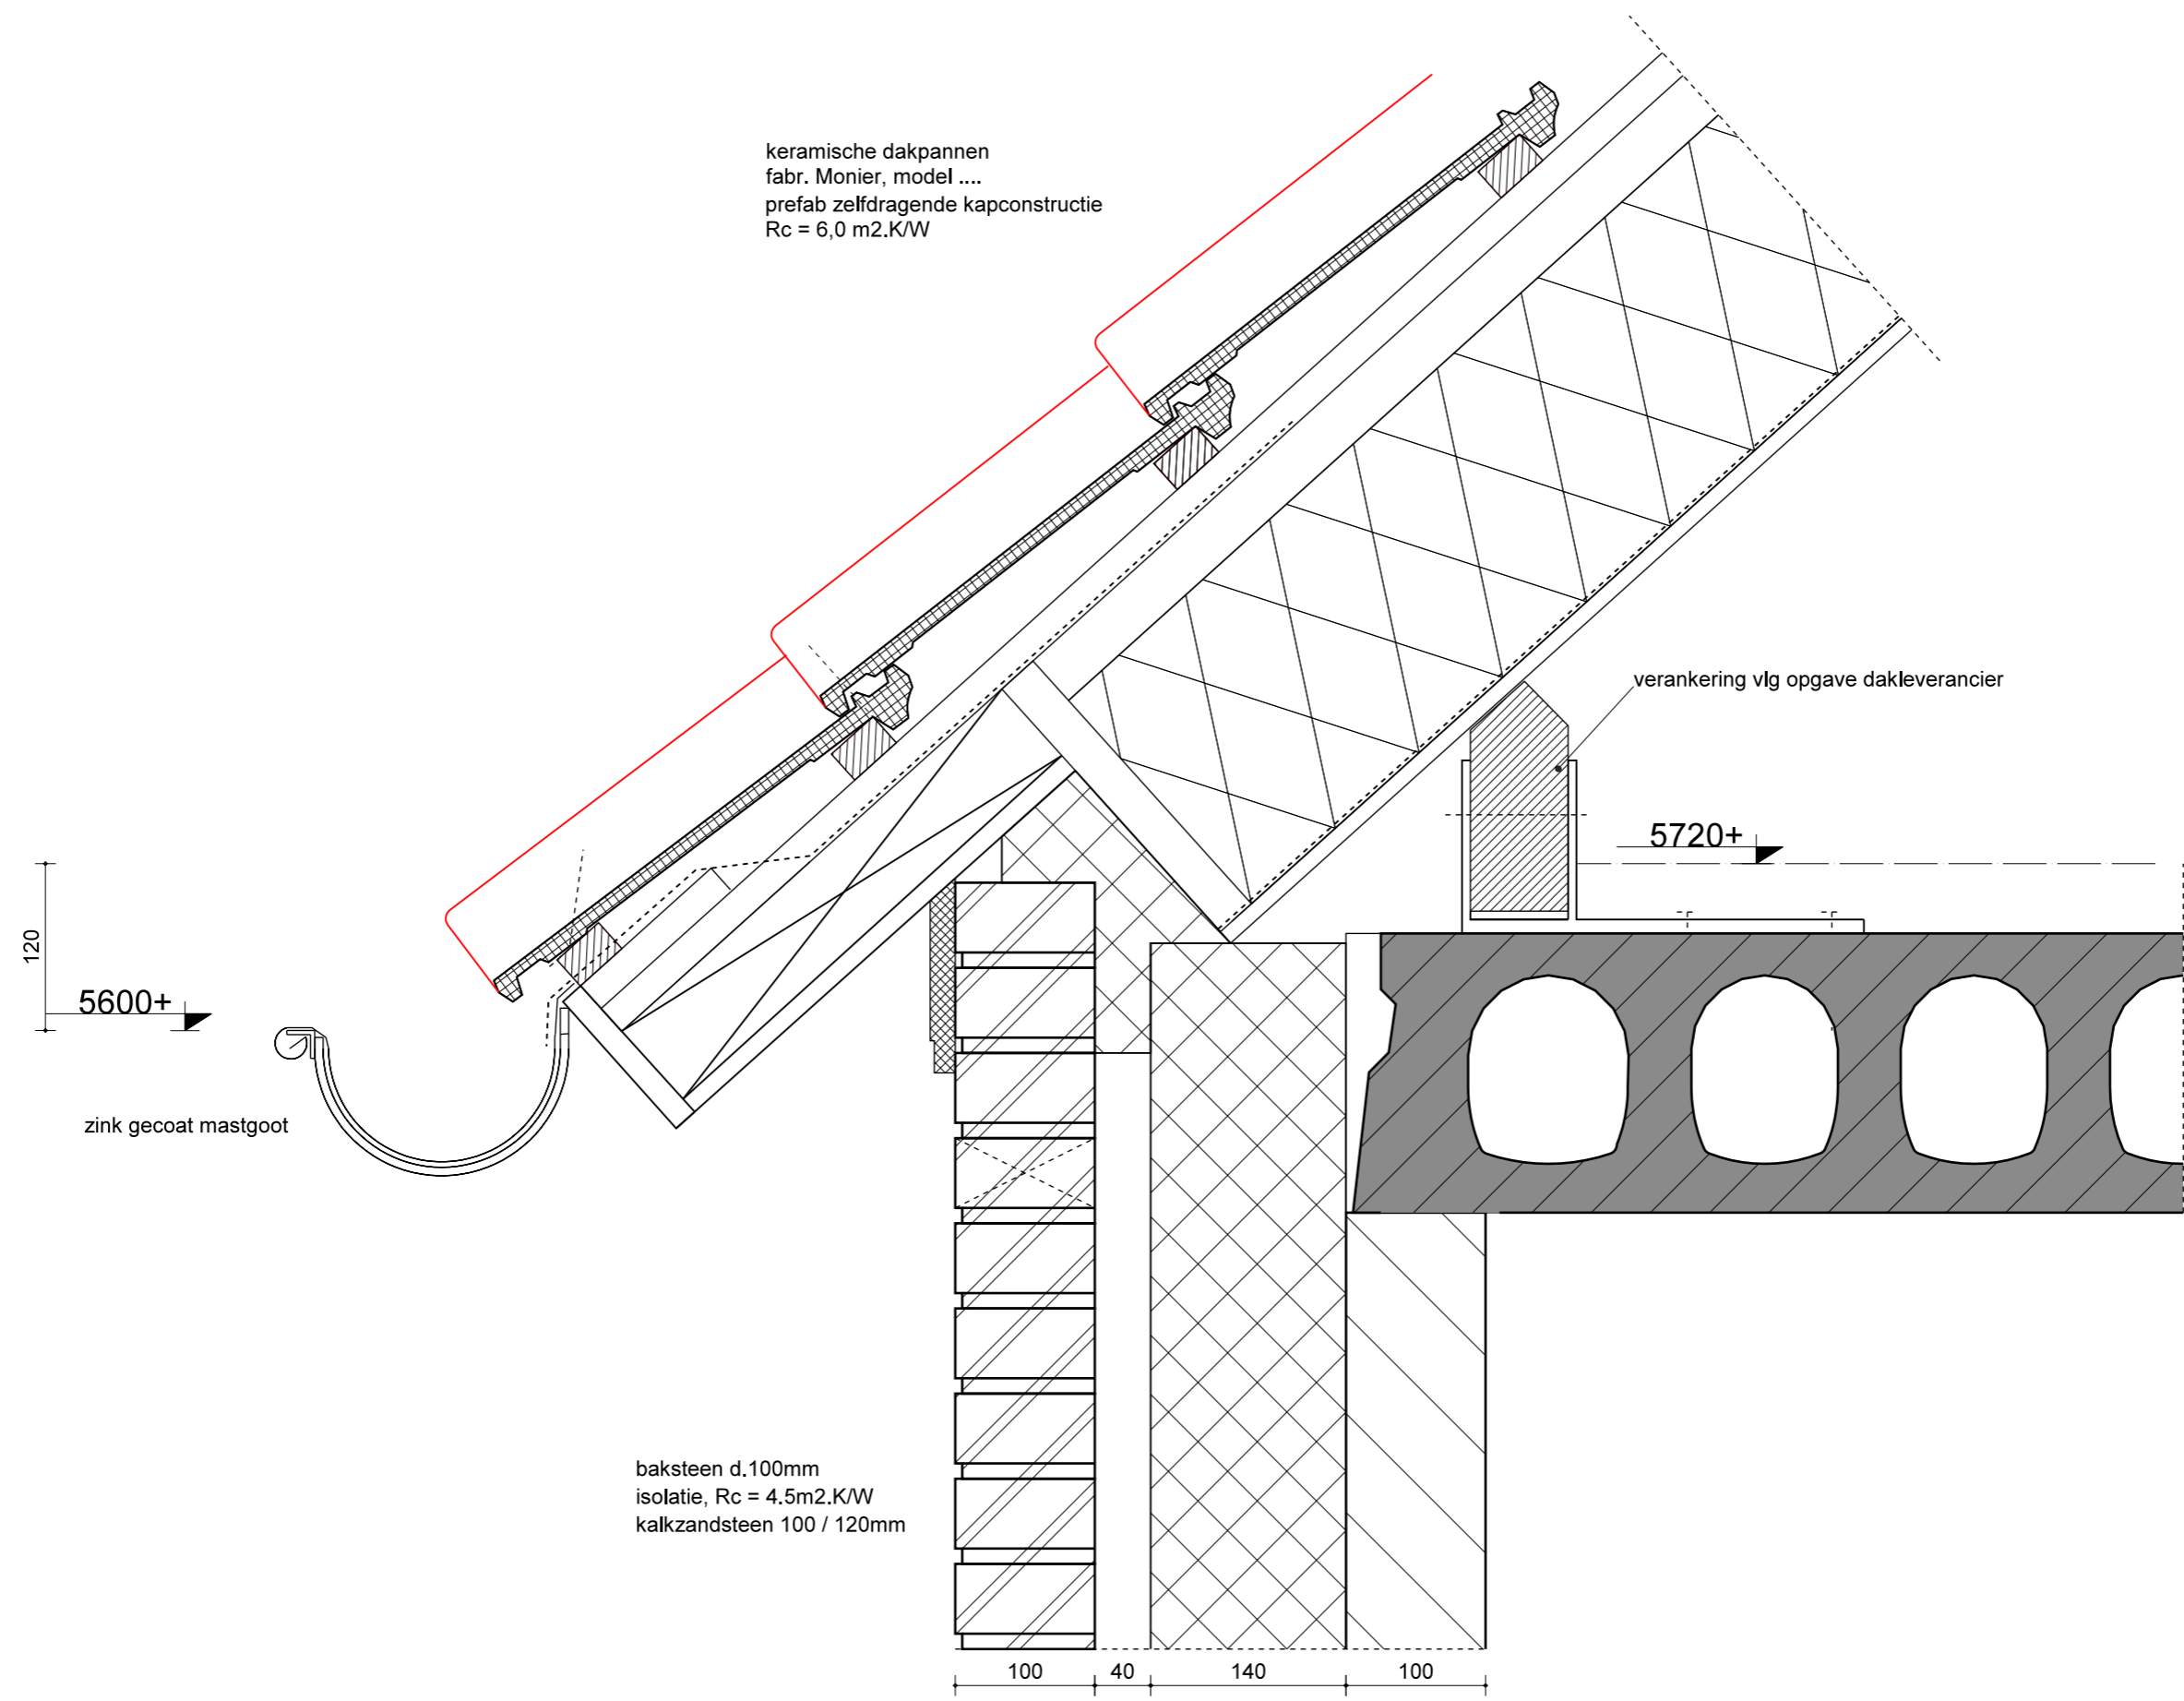 keramische dakpannen
fabr. Monier, model ....
prefab zelfdragende kapconstructie
Rc = 6,0 m2.K/W
verankering vlg opgave dakleverancier
5720+
120
5600+
zink gecoat mastgoot
baksteen d.100mm
isolatie, Rc = 4.5m2.K/W
kalkzandsteen 100 / 120mm
100 40 140 100